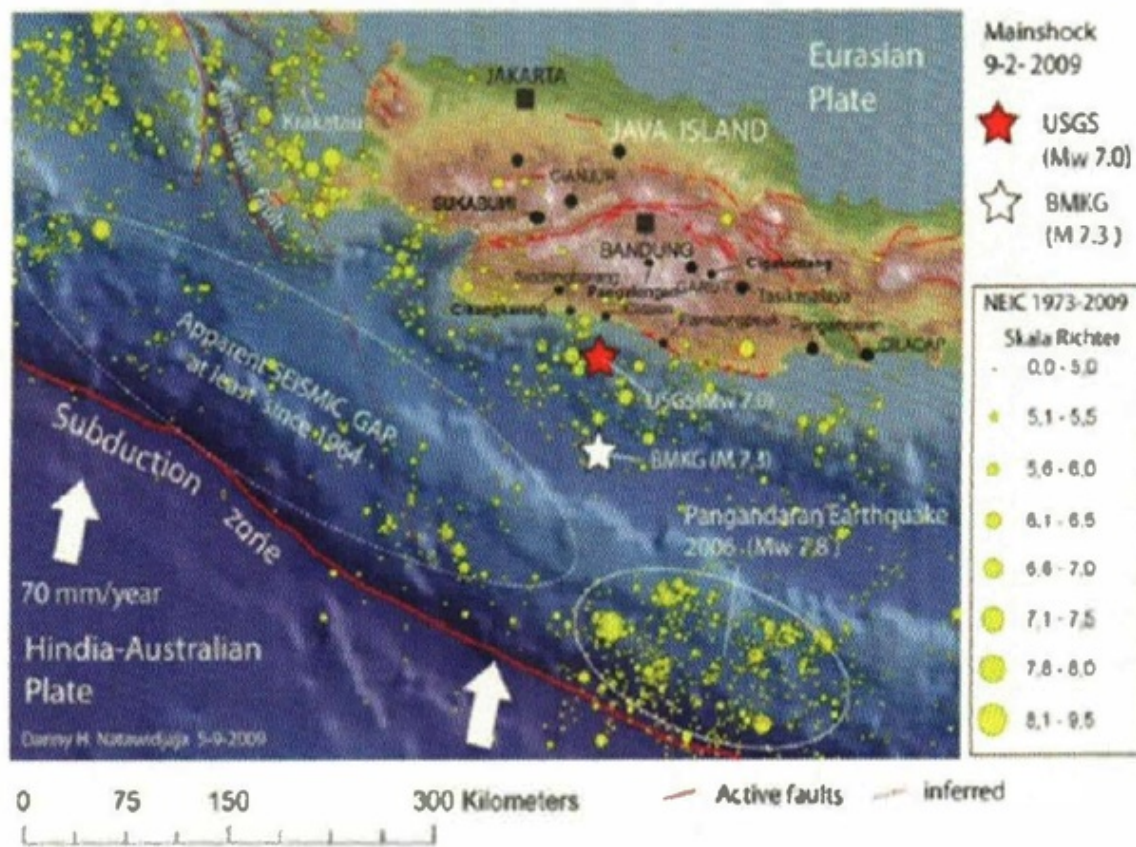 Mainshock
9-2-2009
USGS
(Mw 7.0)
BMKG
(M 7.3 )
NEIC 1973-2009
Skala Richter
0,0 - 5,0
5,1 - 5,5
5,6 - 6,0
6,1 - 6,5
6,6 - 7,0
7,1 - 7,5
7,8 - 8,0
8,1 - 9,5
Eurasian
Plate
JAKARTA
JAVA ISLAND
Krakatau
CIANJUR
SUKABUMI
BANDUNG
Sindangbarang
Pangalengan
GARUT
Tasikmalaya
CILACAP
USGS(Mw 7.0)
BMKG (M 7,3)
Apparent SEISMIC GAP
at least since 1964
Subduction
zone
Pangandaran Earthquake
2006 (Mw 7.8 )
70 mm/year
Hindia-Australian
Plate
Danny H. Natawidjaja 5-9-2009
0 75 150 300 Kilometers
Active faults
inferred